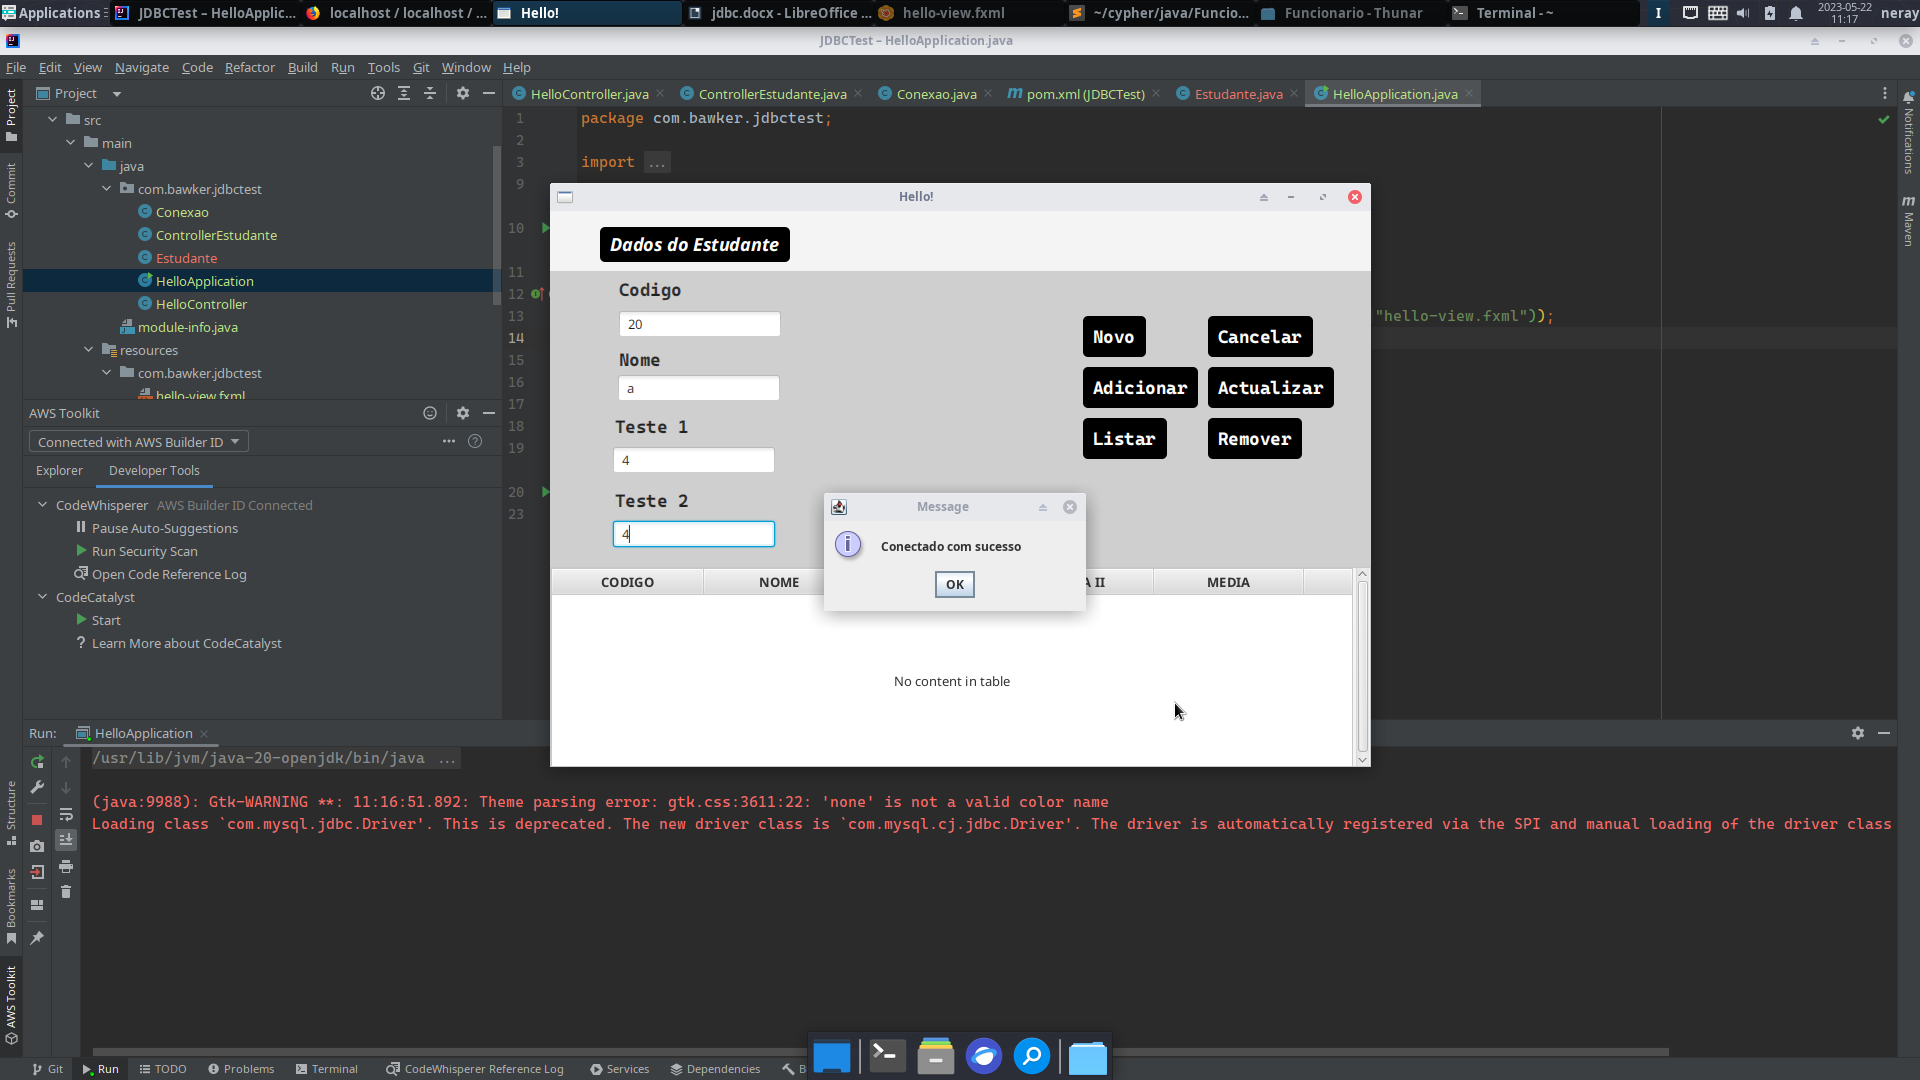 Applications
JDBCTest – HelloApplic...
localhost / localhost / ...
Hello!
jdbc.docx - LibreOffice ...
hello-view.fxml
~/cypher/java/Funcio...
Funcionario - Thunar
Terminal - ~
2023-05-22
11:17
neray
JDBCTest – HelloApplication.java
File Edit View Navigate Code Refactor Build Run Tools Git Window Help
Project
HelloController.java
ControllerEstudante.java
Conexao.java
pom.xml (JDBCTest)
Estudante.java
HelloApplication.java
Project
Commit
Pull Requests
src
main
java
com.bawker.jdbctest
Conexao
ControllerEstudante
Estudante
HelloApplication
HelloController
module-info.java
resources
com.bawker.jdbctest
hello-view.fxml
1 package com.bawker.jdbctest;
2
3 import ...
9
10
11
12
13 "hello-view.fxml"));
14
15
16
17
18
19
20
23
Notifications
Maven
Hello!
Dados do Estudante
Codigo
20
Nome
a
Teste 1
4
Teste 2
4
Novo
Cancelar
Adicionar
Actualizar
Listar
Remover
Message
Conectado com sucesso
OK
CODIGO
NOME
A II
MEDIA
No content in table
AWS Toolkit
Connected with AWS Builder ID
Explorer
Developer Tools
CodeWhisperer AWS Builder ID Connected
Pause Auto-Suggestions
Run Security Scan
Open Code Reference Log
CodeCatalyst
Start
Learn More about CodeCatalyst
Run:
HelloApplication
/usr/lib/jvm/java-20-openjdk/bin/java ...
(java:9988): Gtk-WARNING **: 11:16:51.892: Theme parsing error: gtk.css:3611:22: 'none' is not a valid color name
Loading class `com.mysql.jdbc.Driver'. This is deprecated. The new driver class is `com.mysql.cj.jdbc.Driver'. The driver is automatically registered via the SPI and manual loading of the driver class
Structure
Bookmarks
AWS Toolkit
Git
Run
TODO
Problems
Terminal
CodeWhisperer Reference Log
Services
Dependencies
B